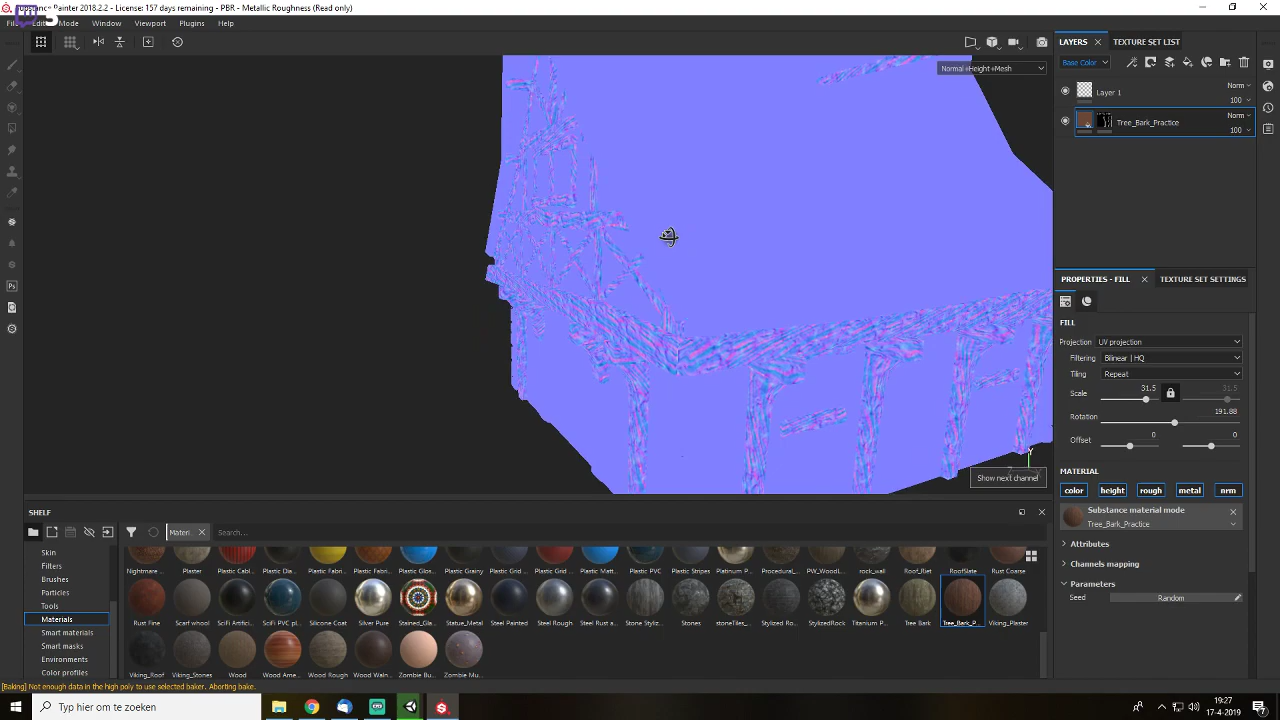 Substance Painter 2018.2.2 - License: 157 days remaining - PBR - Metallic Roughness (Read only)
File Edit Mode Viewport Plugins Help
Normal +Height +Mesh
Show next channel
LAYERS
TEXTURE SET LIST
Base Color
Layer 1
Norm
100
Tree_Bark_Practice
Norm
100
PROPERTIES - FILL
TEXTURE SET SETTINGS
FILL
Projection UV projection
Filtering Bilinear | HQ
Tiling Repeat
Scale 31.5 31.5
Rotation 191.88
Offset 0 0
MATERIAL
color height rough metal nrm
Substance material mode
Tree_Bark_Practice
Attributes
Channels mapping
Parameters
Seed Random
SHELF
Materi...
Search...
Skin
Filters
Brushes
Particles
Tools
Materials
Smart materials
Smart masks
Environments
Color profiles
Nightmare ... Plaster Plastic Cabl... Plastic Dia... Plastic Fabri... Plastic Fabri... Plastic Glos... Plastic Grainy Plastic Grid ... Plastic Grid ... Plastic Matt... Plastic PVC Plastic Stripes Platinum P... Procedural_... PW_WoodL... rock_wall Roof_Riet RoofSlate Rust Coarse
Rust Fine Scarf whool SciFi Artifici... SciFi PVC pl... Silicone Coat Silver Pure Stained_Gla... Statue_Metal Steel Painted Steel Rough Steel Rust a... Stone Styliz... Stones stoneTiles_... Stylized Ro... StylizedRock Titanium P... Tree Bark Tree_Bark_P... Viking_Plaster
Viking_Roof Viking_Stones Wood Wood Ame... Wood Rough Wood Waln... Zombie Bu... Zombie Mu...
[Baking] Not enough data in the high poly to use selected baker. Aborting bake.
Typ hier om te zoeken
19:27
17-4-2019